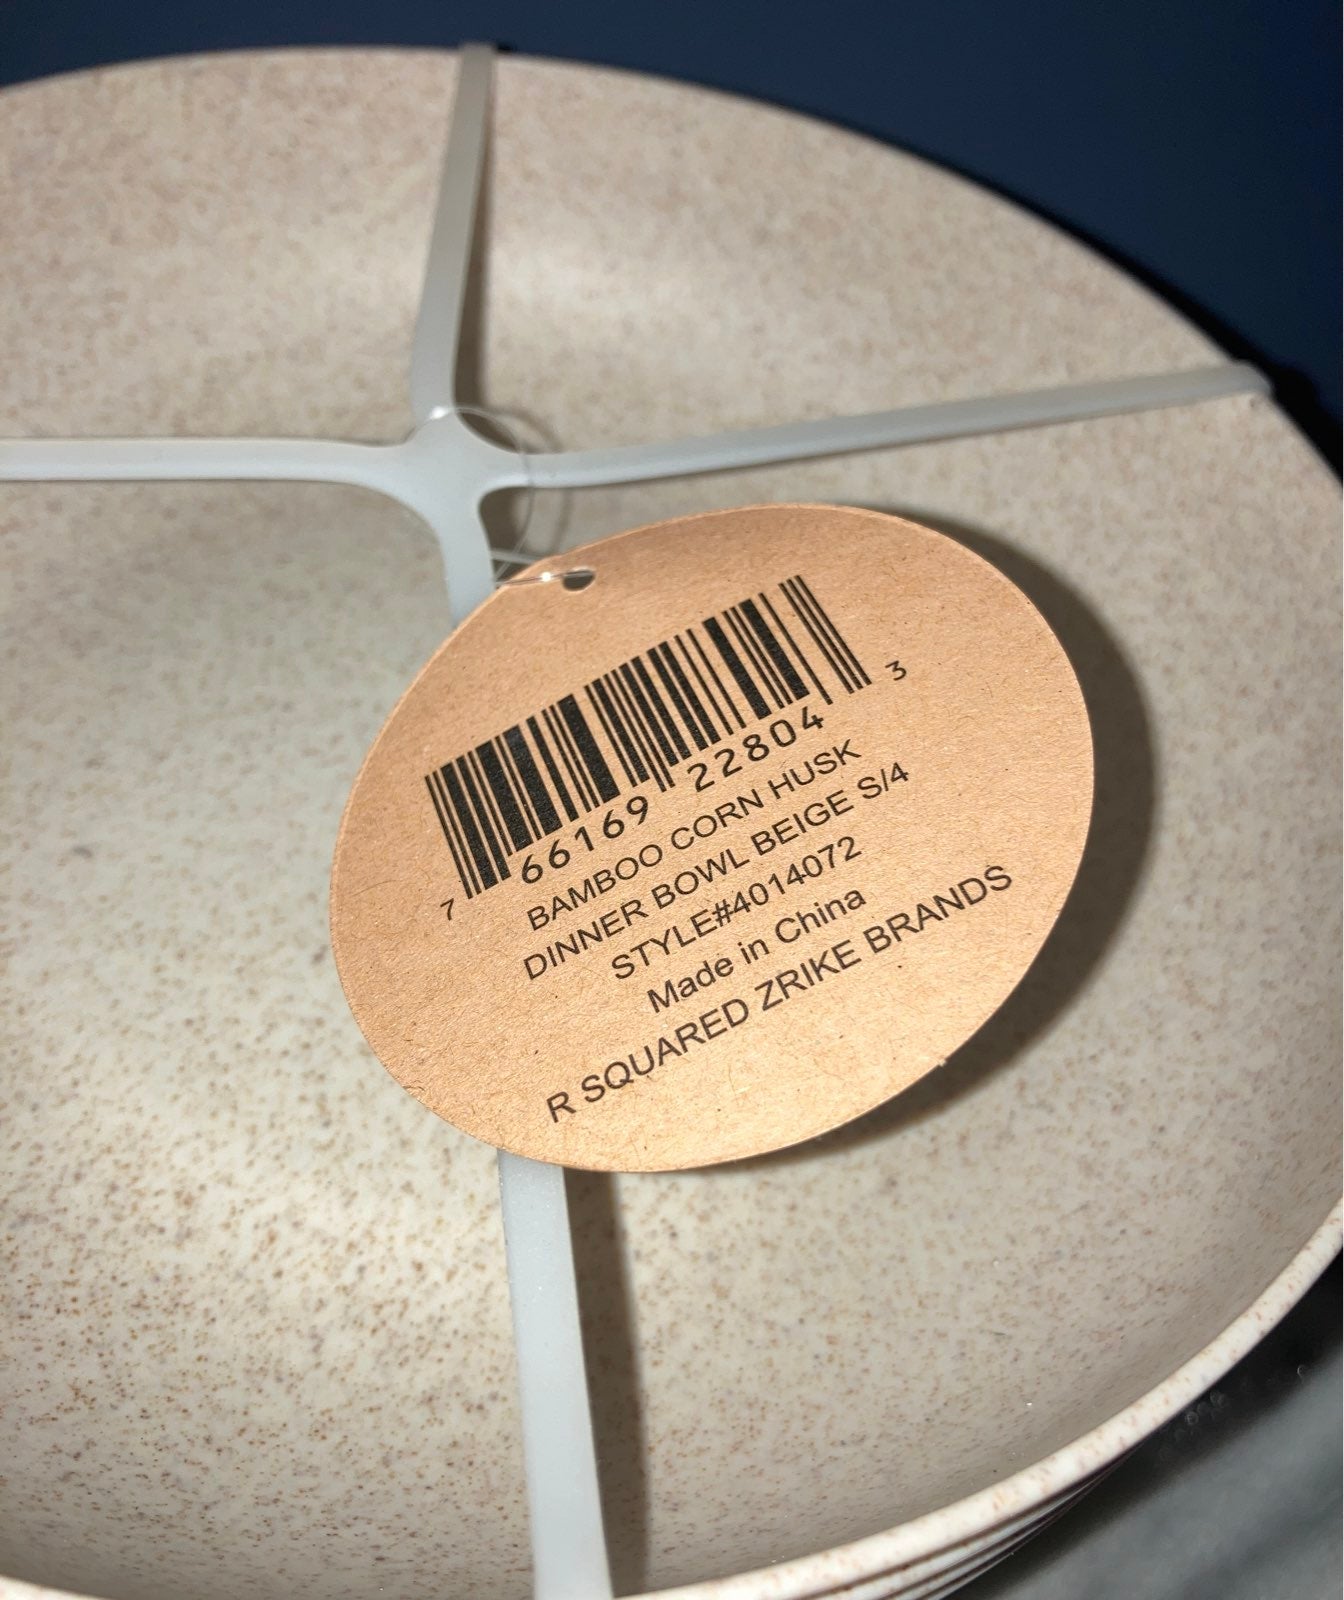 7 66169 22804 3
BAMBOO CORN HUSK
DINNER BOWL BEIGE S/4
STYLE#4014072
Made in China
R SQUARED ZRIKE BRANDS